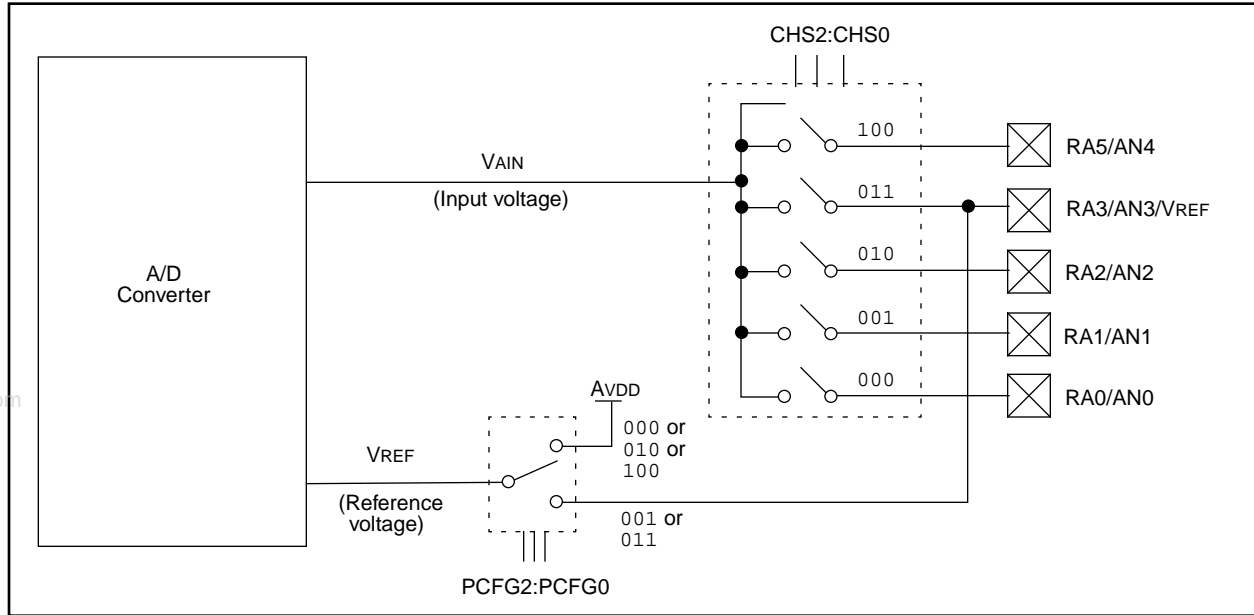 CHS2:CHS0
100
RA5/AN4
VAIN
(Input voltage)
011
RA3/AN3/VREF
A/D
Converter
010
RA2/AN2
001
RA1/AN1
000
RA0/AN0
AVDD
000 or
010 or
100
VREF
(Reference
voltage)
001 or
011
PCFG2:PCFG0
om